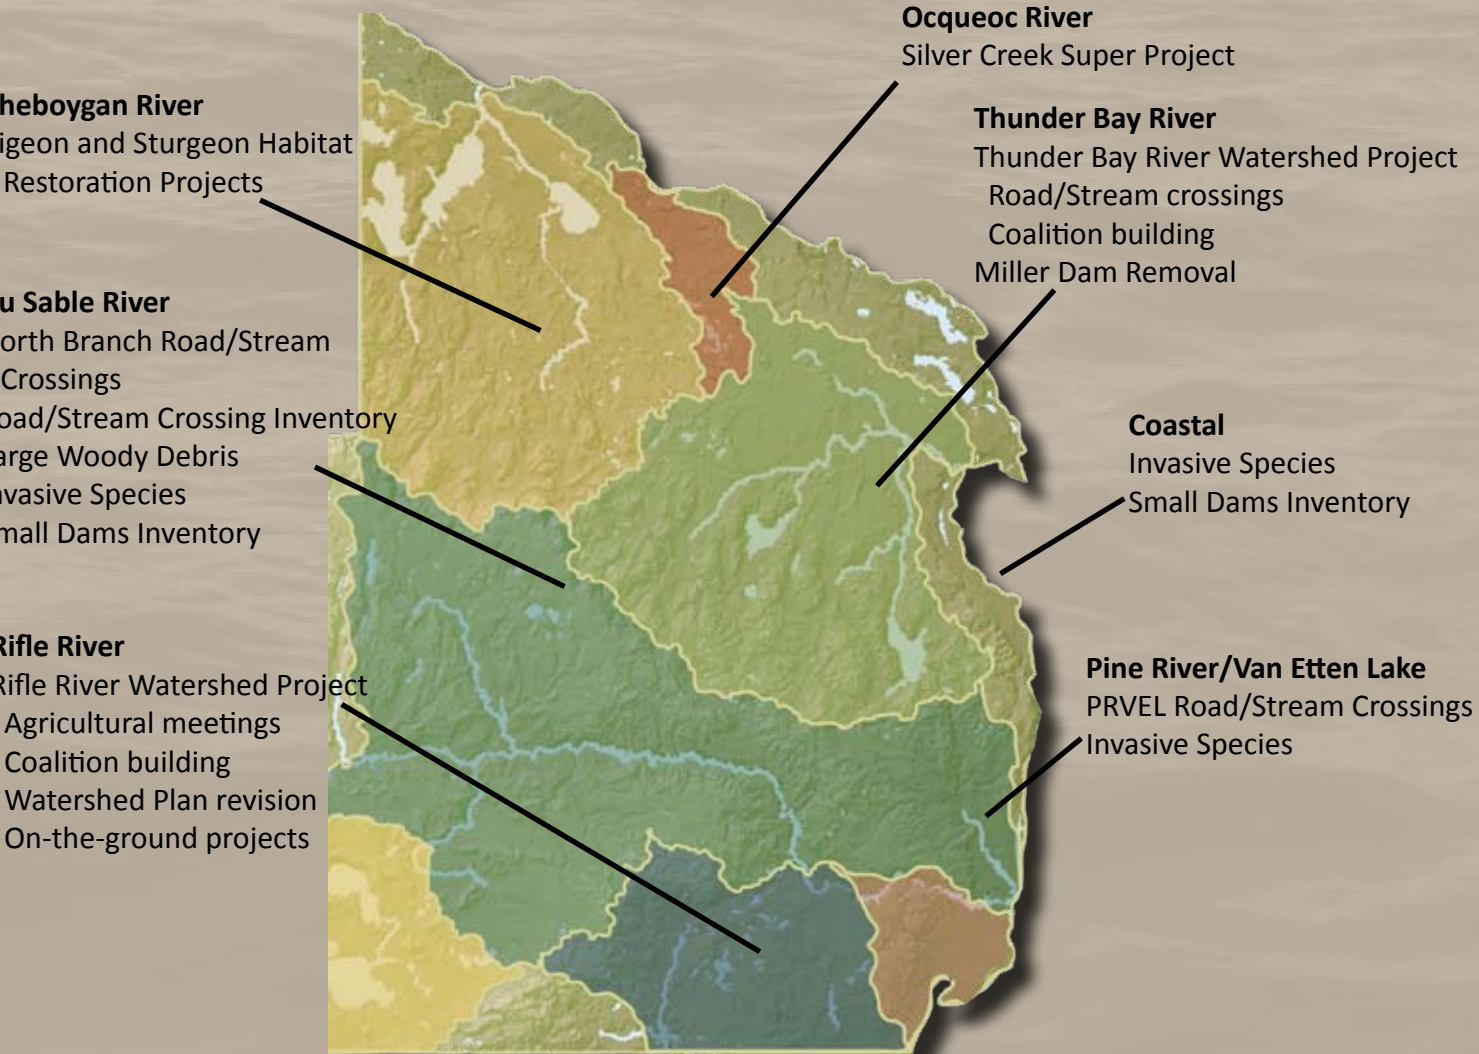 Ocqueoc River
Silver Creek Super Project
heboygan River
igeon and Sturgeon Habitat
Restoration Projects
Thunder Bay River
Thunder Bay River Watershed Project
Road/Stream crossings
Coalition building
Miller Dam Removal
u Sable River
orth Branch Road/Stream
Crossings
oad/Stream Crossing Inventory
arge Woody Debris
nvasive Species
mall Dams Inventory
Coastal
Invasive Species
Small Dams Inventory
Rifle River
Rifle River Watershed Project
Agricultural meetings
Coalition building
Watershed Plan revision
On-the-ground projects
Pine River/Van Etten Lake
PRVEL Road/Stream Crossings
Invasive Species